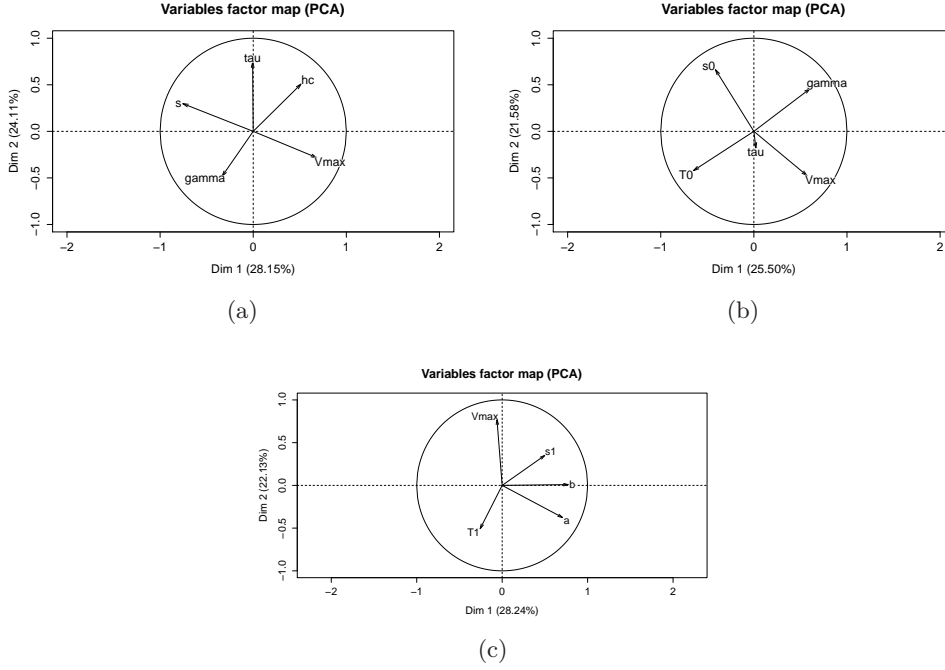 Variables factor map (PCA)
1.0
0.5
0.0
−0.5
−1.0
Dim 2 (24.11%)
tau
hc
s
Vmax
gamma
−2
−1
0
1
2
Dim 1 (28.15%)
(a)
Variables factor map (PCA)
1.0
0.5
0.0
−0.5
−1.0
Dim 2 (21.58%)
s0
gamma
tau
T0
Vmax
−2
−1
0
1
2
Dim 1 (25.50%)
(b)
Variables factor map (PCA)
1.0
0.5
0.0
−0.5
−1.0
Dim 2 (22.13%)
Vmax
s1
b
a
T1
−2
−1
0
1
2
Dim 1 (28.24%)
(c)